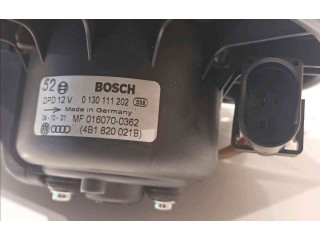 52 BOSCH
DPD 12 V 0 130 111 202 358
Made in Germany
04-10-01 MF 016070-0362
(4B1 820 021B)